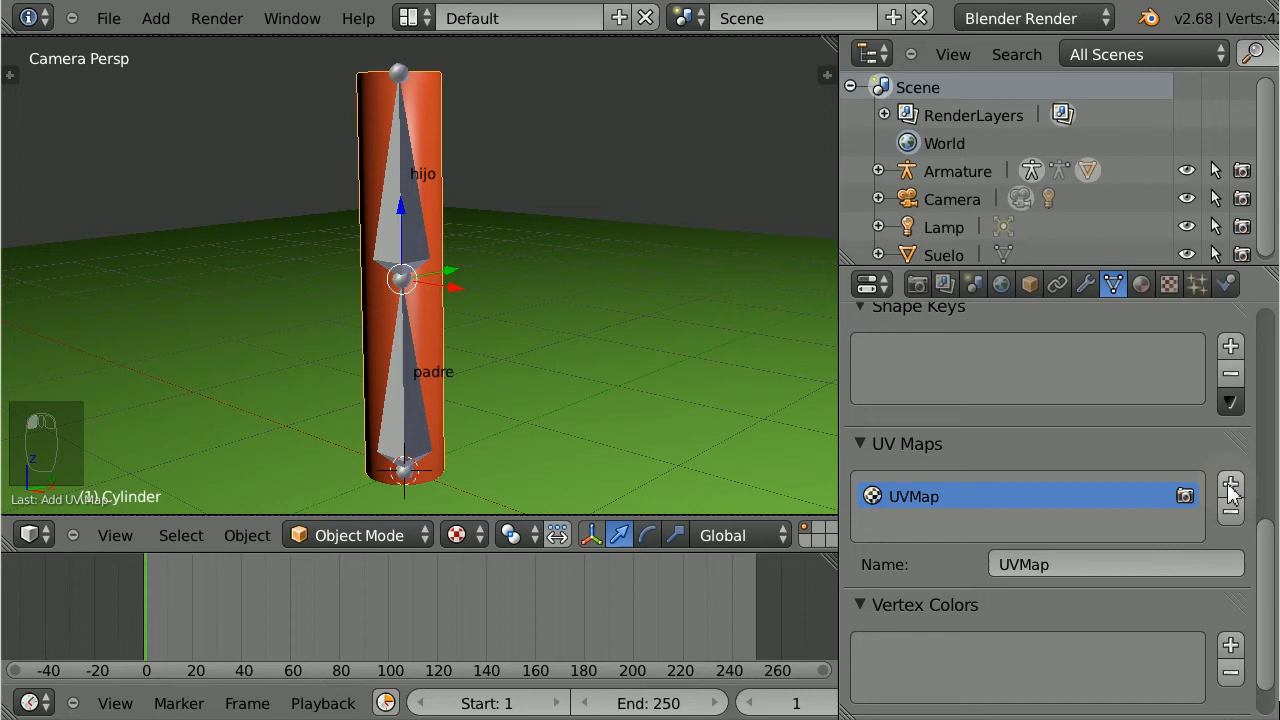 File Add Render Window Help Default Scene Blender Render v2.68 | Verts:42
Camera Persp
View Search All Scenes
Scene
RenderLayers |
World
Armature |
Camera |
Lamp |
Suelo |
hijo
padre
z
Last: Add UV Map
(1) Cylinder
Shape Keys
UV Maps
UVMap
Name: UVMap
Vertex Colors
View Select Object Object Mode Global
-40 -20 0 20 40 60 80 100 120 140 160 180 200 220 240 260
View Marker Frame Playback Start: 1 End: 250 1